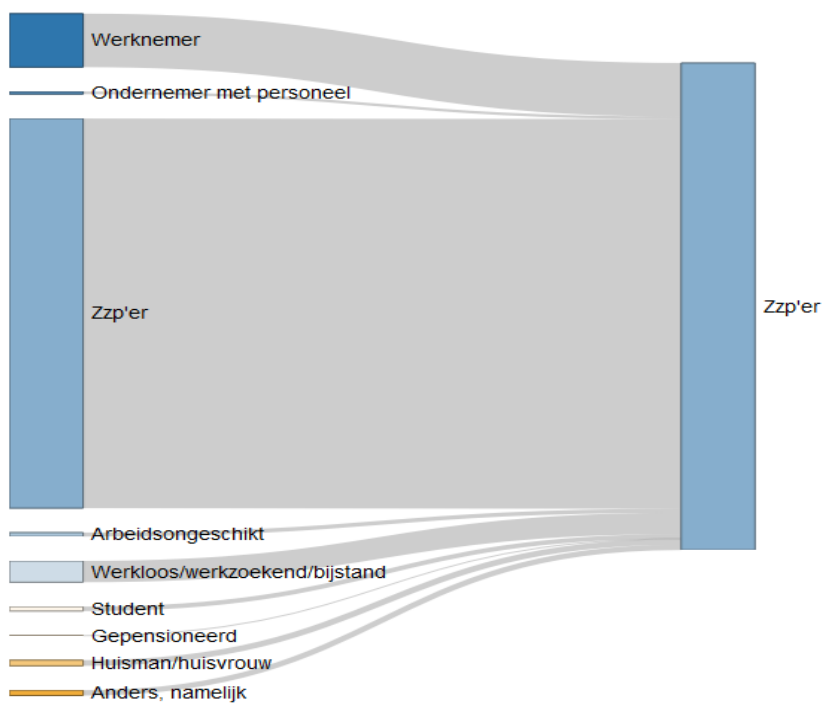 Werknemer
Ondernemer met personeel
Zzp'er
Zzp'er
Arbeidsongeschikt
Werkloos/werkzoekend/bijstand
Student
Gepensioneerd
Huisman/huisvrouw
Anders, namelijk